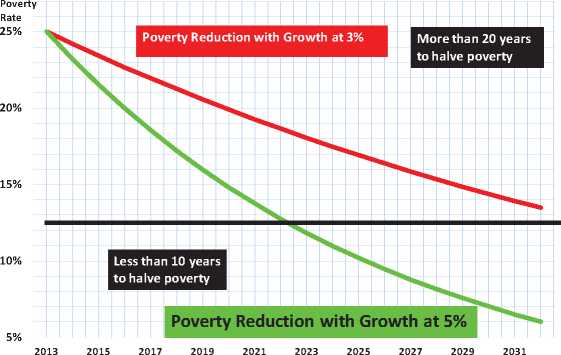 Poverty
Rate
25%
Poverty Reduction with Growth at 3%
More than 20 years
to halve poverty
20%
15%
10%
Less than 10 years
to halve poverty
Poverty Reduction with Growth at 5%
5%
2013 2015 2017 2019 2021 2023 2025 2027 2029 2031